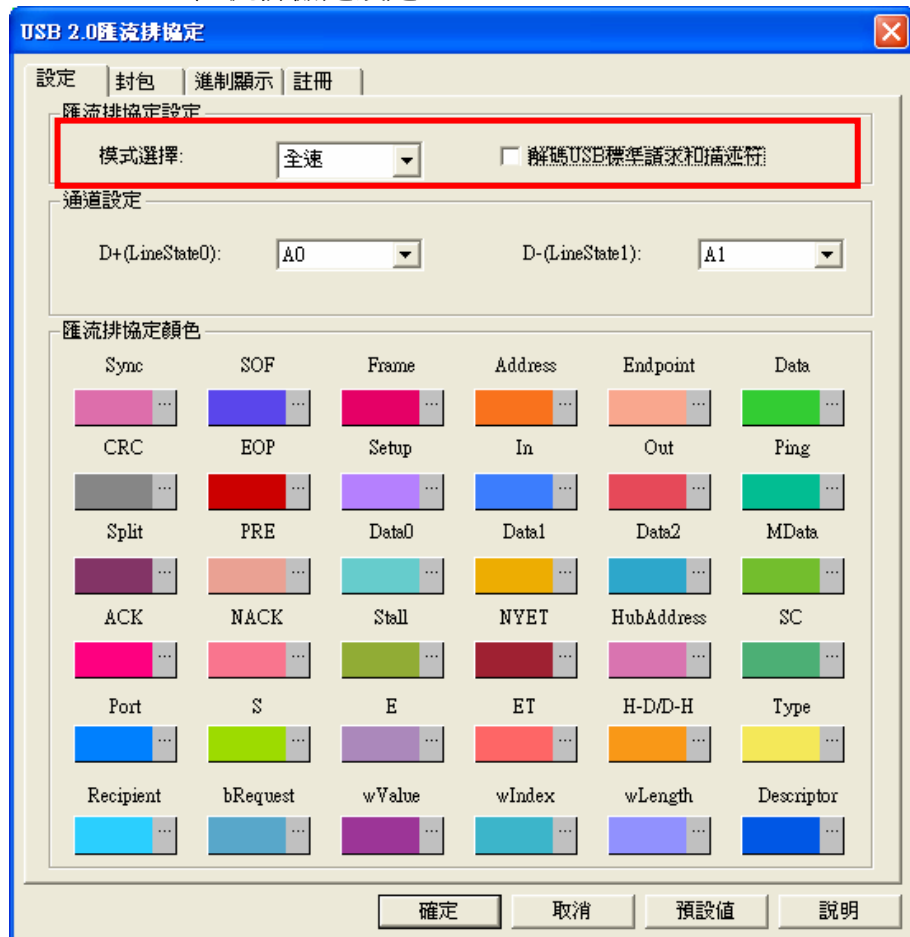 USB 2.0匯流排協定
設定 封包 進制顯示 註冊
匯流排協定設定
模式選擇: 全速 解碼USB標準請求和描述符
通道設定
D+(LineState0): A0 D-(LineState1): A1
匯流排協定顏色
Sync SOF Frame Address Endpoint Data
CRC EOP Setup In Out Ping
Split PRE Data0 Data1 Data2 MData
ACK NACK Stall NYET HubAddress SC
Port S E ET H-D/D-H Type
Recipient bRequest wValue wIndex wLength Descriptor
確定 取消 預設值 說明